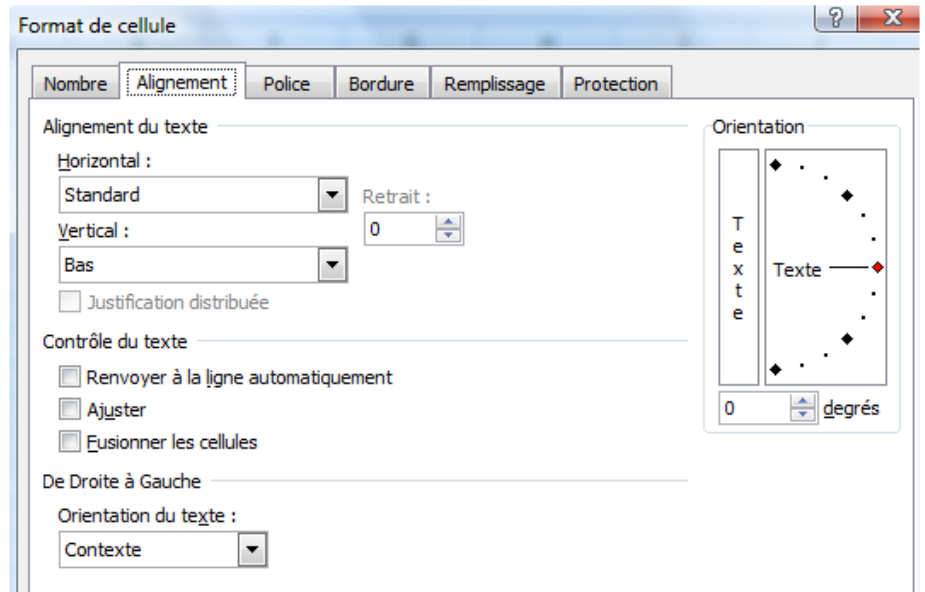 Format de cellule
?
X
Nombre Alignement Police Bordure Remplissage Protection
Alignement du texte
Horizontal :
Standard
Retrait :
0
Vertical :
Bas
Justification distribuée
Contrôle du texte
Renvoyer à la ligne automatiquement
Ajuster
Fusionner les cellules
De Droite à Gauche
Orientation du texte :
Contexte
Orientation
Texte
Texte
0 degrés